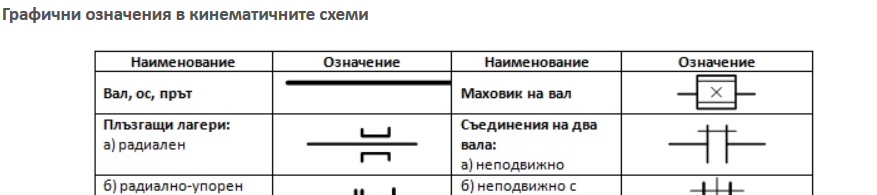 Графични означения в кинематичните схеми
Наименование Означение Наименование Означение
Вал, ос, прът Маховик на вал
Плъзгащи лагери: Съединения на два
а) радиален вала:
а) неподвижно
б) радиално-упорен б) неподвижно с